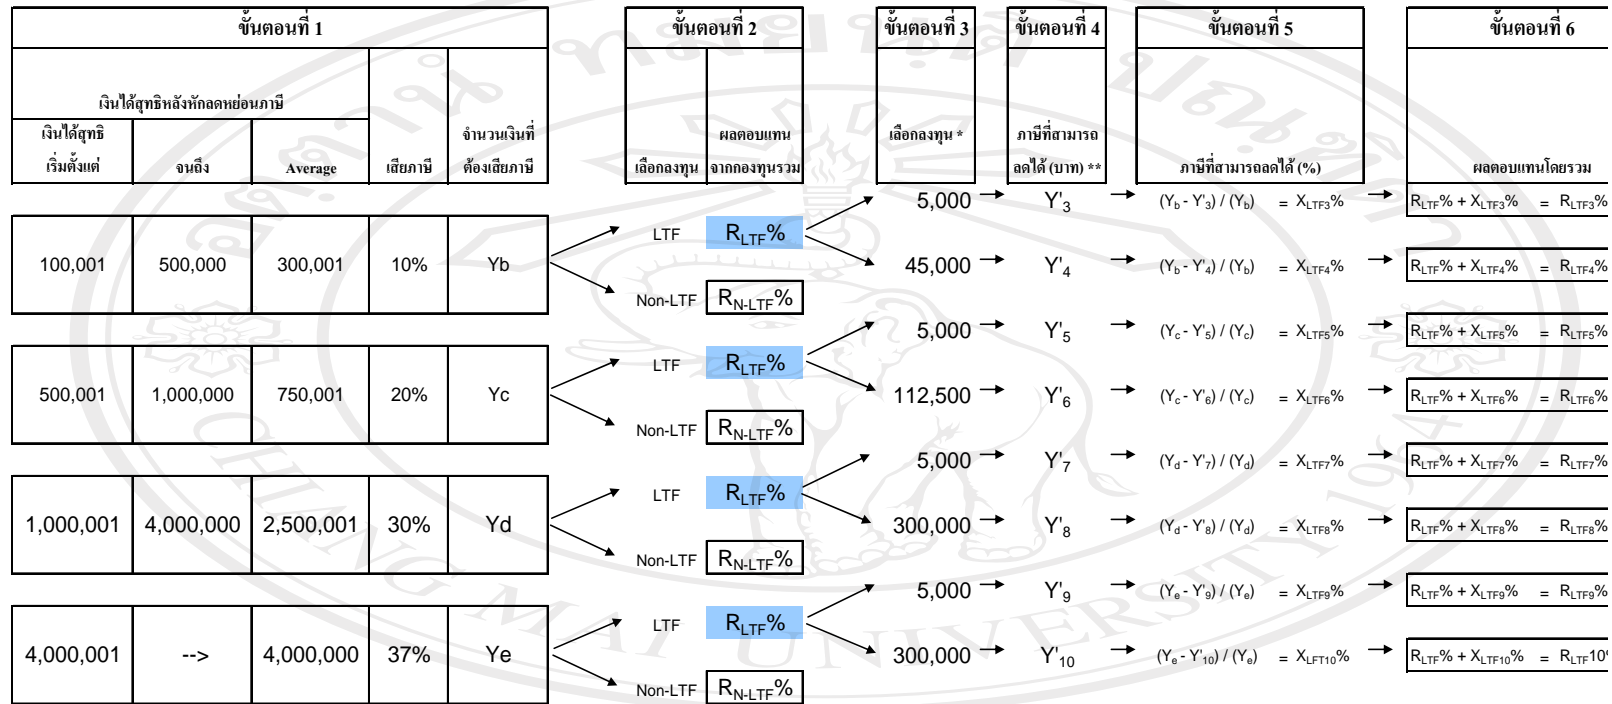 ขั้นตอนที่ 1 ขั้นตอนที่ 2 ขั้นตอนที่ 3 ขั้นตอนที่ 4 ขั้นตอนที่ 5 ขั้นตอนที่ 6
เงินได้สุทธิหลังหักลดหย่อนภาษี
เงินได้สุทธิ จำนวนเงินที่ ผลตอบแทน เลือกลงทุน * ภาษีที่สามารถ
เริ่มตั้งแต่ จนถึง Average เสียภาษี ต้องเสียภาษี เลือกลงทุน จากกองทุนรวม ลดได้ (บาท) ** ภาษีที่สามารถลดได้ (%) ผลตอบแทนโดยรวม
5,000 Y'3 (Yb - Y'3) / (Yb) = XLTF3% RLTF% + XLTF3% = RLTF3%
LTF RLTF%
100,001 500,000 300,001 10% Yb 45,000 Y'4 (Yb - Y'4) / (Yb) = XLTF4% RLTF% + XLTF4% = RLTF4%
Non-LTF RN-LTF%
5,000 Y'5 (Yc - Y'5) / (Yc) = XLTF5% RLTF% + XLTF5% = RLTF5%
LTF RLTF%
500,001 1,000,000 750,001 20% Yc 112,500 Y'6 (Yc - Y'6) / (Yc) = XLTF6% RLTF% + XLTF6% = RLTF6%
Non-LTF RN-LTF%
5,000 Y'7 (Yd - Y'7) / (Yd) = XLTF7% RLTF% + XLTF7% = RLTF7%
LTF RLTF%
1,000,001 4,000,000 2,500,001 30% Yd 300,000 Y'8 (Yd - Y'8) / (Yd) = XLTF8% RLTF% + XLTF8% = RLTF8%
Non-LTF RN-LTF%
5,000 Y'9 (Ye - Y'9) / (Ye) = XLTF9% RLTF% + XLTF9% = RLTF9%
LTF RLTF%
4,000,001 --> 4,000,000 37% Ye 300,000 Y'10 (Ye - Y'10) / (Ye) = XLFT10% RLTF% + XLTF10% = RLTF10%
Non-LTF RN-LTF%
CHIANG MAI UNIVERSITY 1964